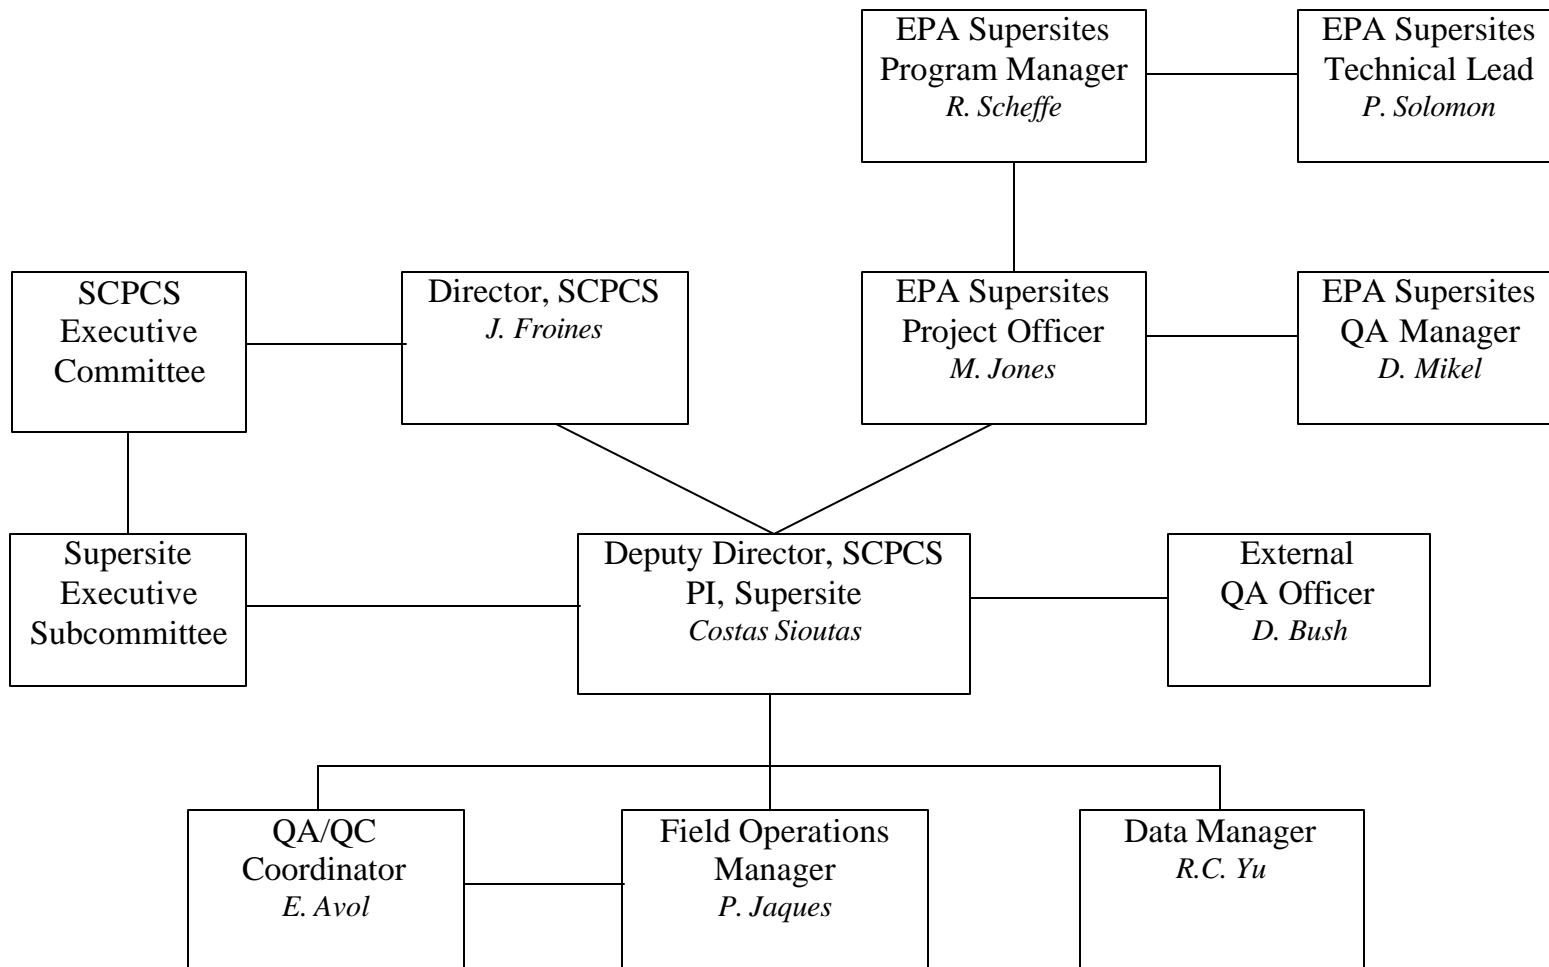 EPA Supersites
Program Manager
R. Scheffe
EPA Supersites
Technical Lead
P. Solomon
SCPCS
Executive
Committee
Director, SCPCS
J. Froines
EPA Supersites
Project Officer
M. Jones
EPA Supersites
QA Manager
D. Mikel
Supersite
Executive
Subcommittee
Deputy Director, SCPCS
PI, Supersite
Costas Sioutas
External
QA Officer
D. Bush
QA/QC
Coordinator
E. Avol
Field Operations
Manager
P. Jaques
Data Manager
R.C. Yu